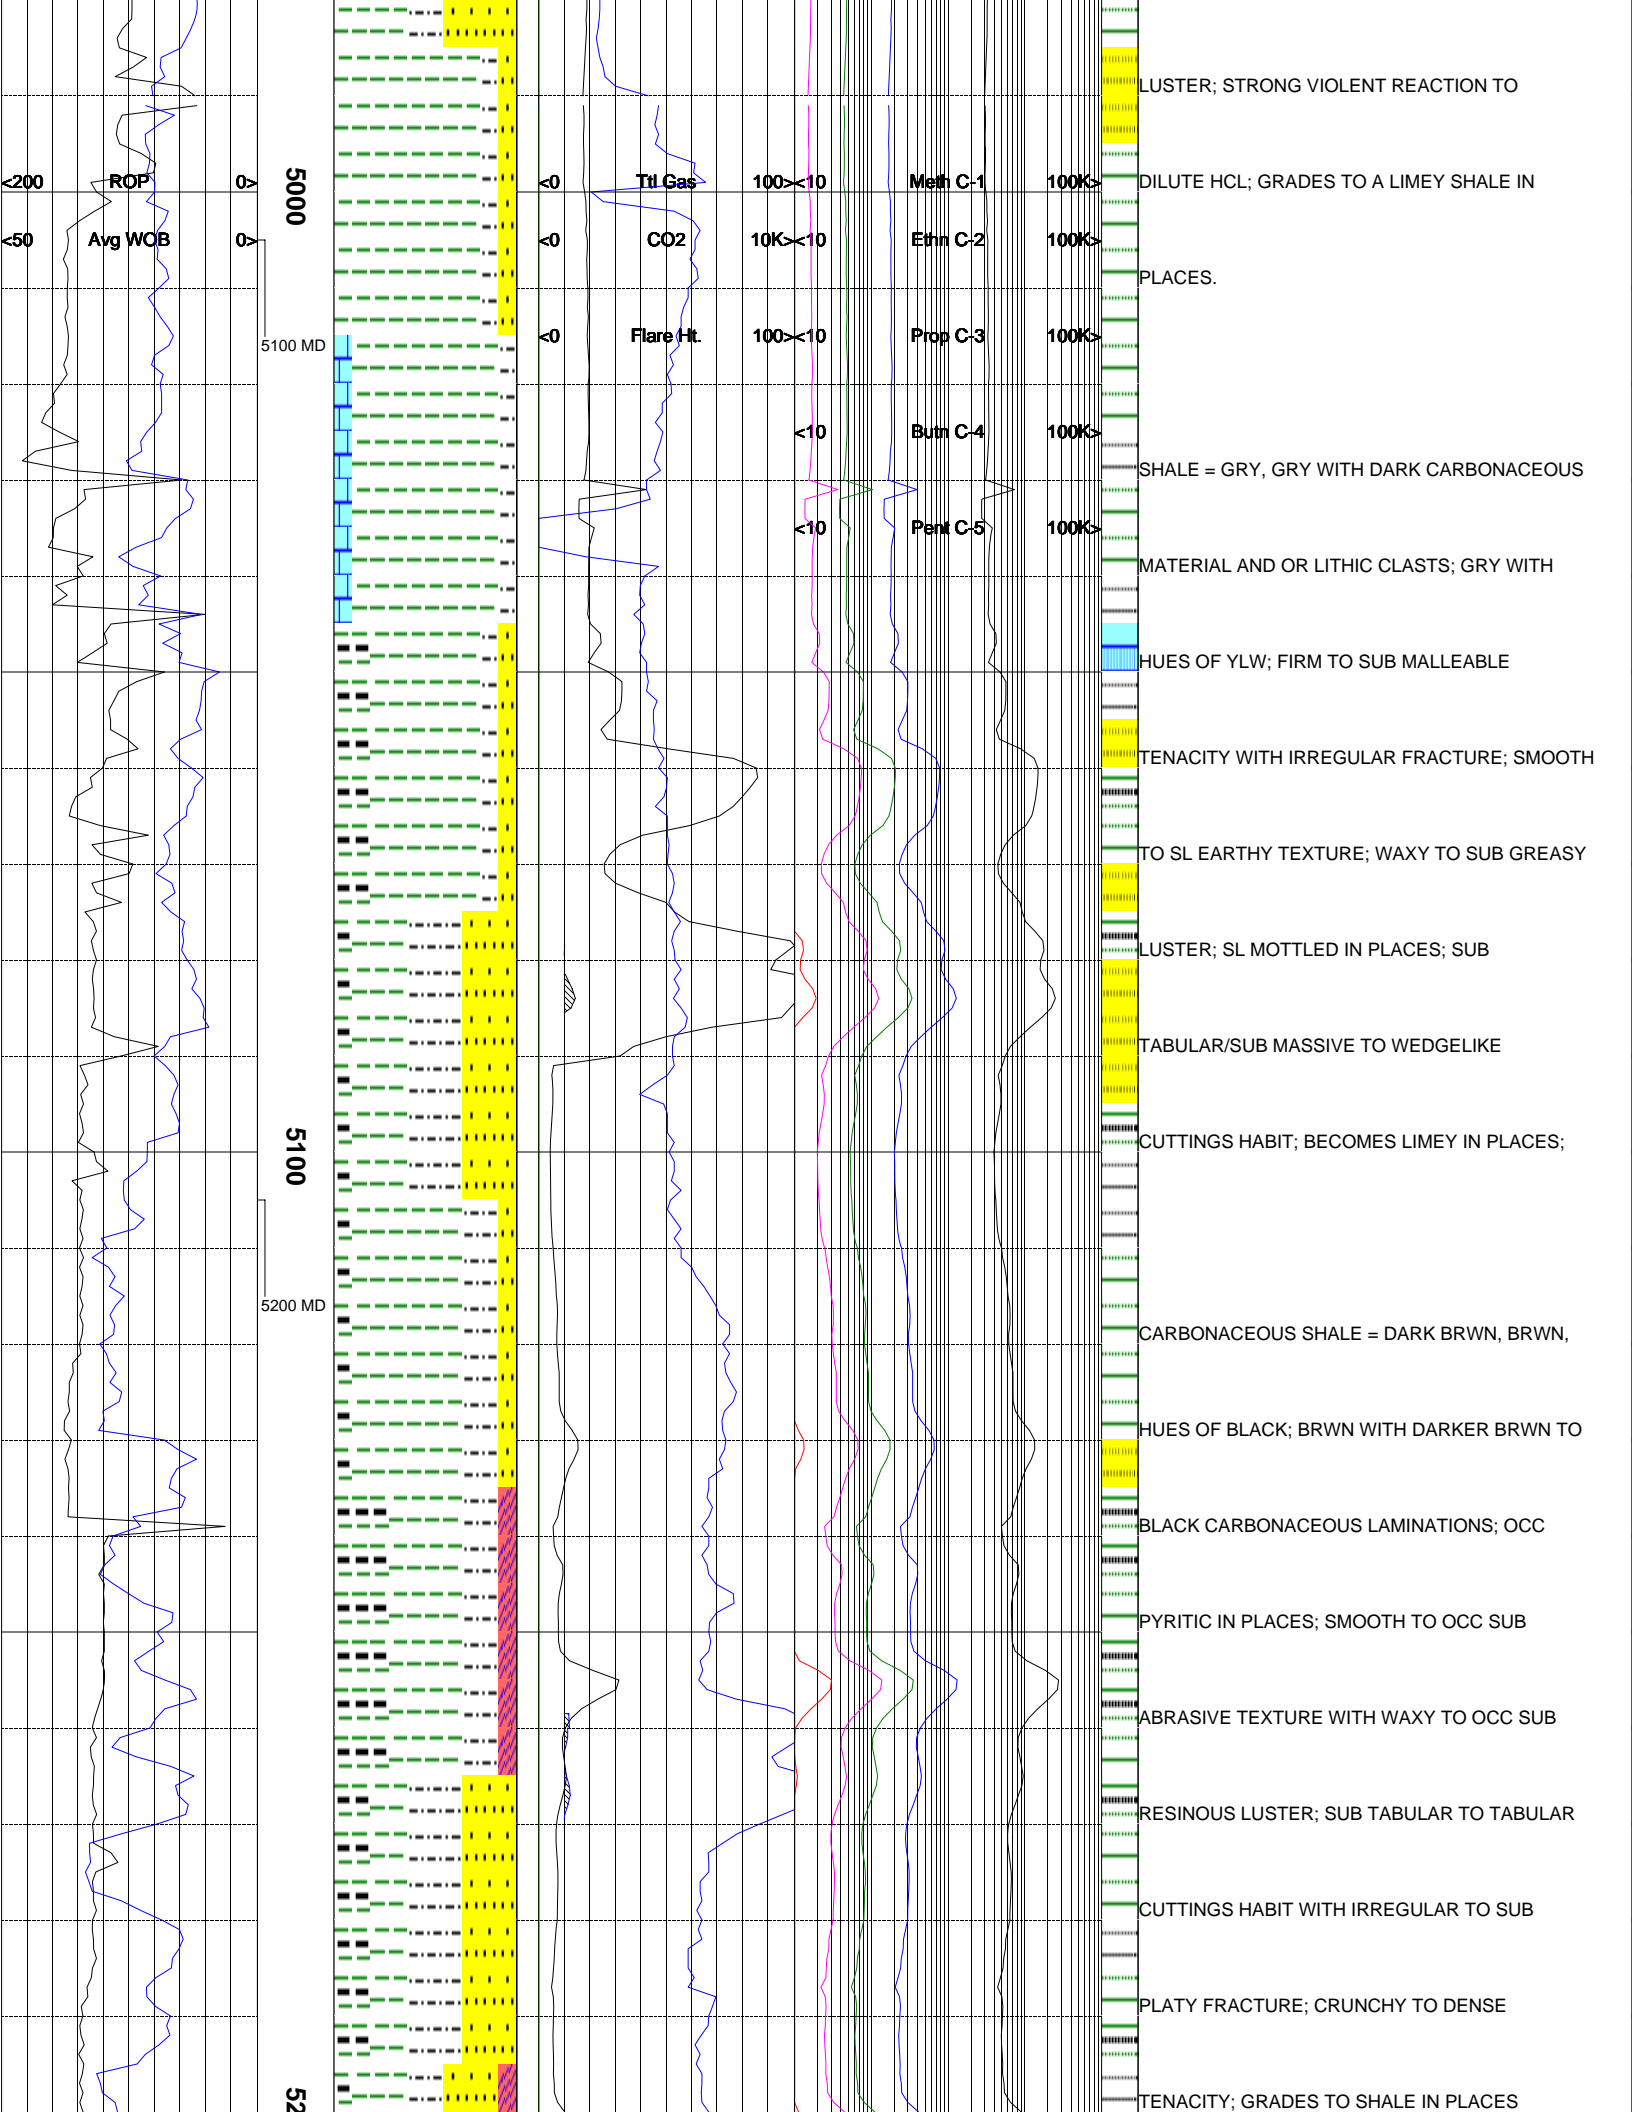 LUSTER; STRONG VIOLENT REACTION TO
<200 ROP 0>
5000
<0 Ttl Gas 100>
<10 Meth C-1 100K>
DILUTE HCL; GRADES TO A LIMEY SHALE IN
<50 Avg WOB 0>
<0 CO2 10K>
<10 Ethn C-2 100K>
PLACES.
5100 MD
<0 Flare Ht. 100>
<10 Prop C-3 100K>
<10 Butn C-4 100K>
SHALE = GRY, GRY WITH DARK CARBONACEOUS
<10 Pent C-5 100K>
MATERIAL AND OR LITHIC CLASTS; GRY WITH
HUES OF YLW; FIRM TO SUB MALLEABLE
TENACITY WITH IRREGULAR FRACTURE; SMOOTH
TO SL EARTHY TEXTURE; WAXY TO SUB GREASY
LUSTER; SL MOTTLED IN PLACES; SUB
TABULAR/SUB MASSIVE TO WEDGELIKE
5100
CUTTINGS HABIT; BECOMES LIMEY IN PLACES;
5200 MD
CARBONACEOUS SHALE = DARK BRWN, BRWN,
HUES OF BLACK; BRWN WITH DARKER BRWN TO
BLACK CARBONACEOUS LAMINATIONS; OCC
PYRITIC IN PLACES; SMOOTH TO OCC SUB
ABRASIVE TEXTURE WITH WAXY TO OCC SUB
RESINOUS LUSTER; SUB TABULAR TO TABULAR
CUTTINGS HABIT WITH IRREGULAR TO SUB
PLATY FRACTURE; CRUNCHY TO DENSE
52
TENACITY; GRADES TO SHALE IN PLACES